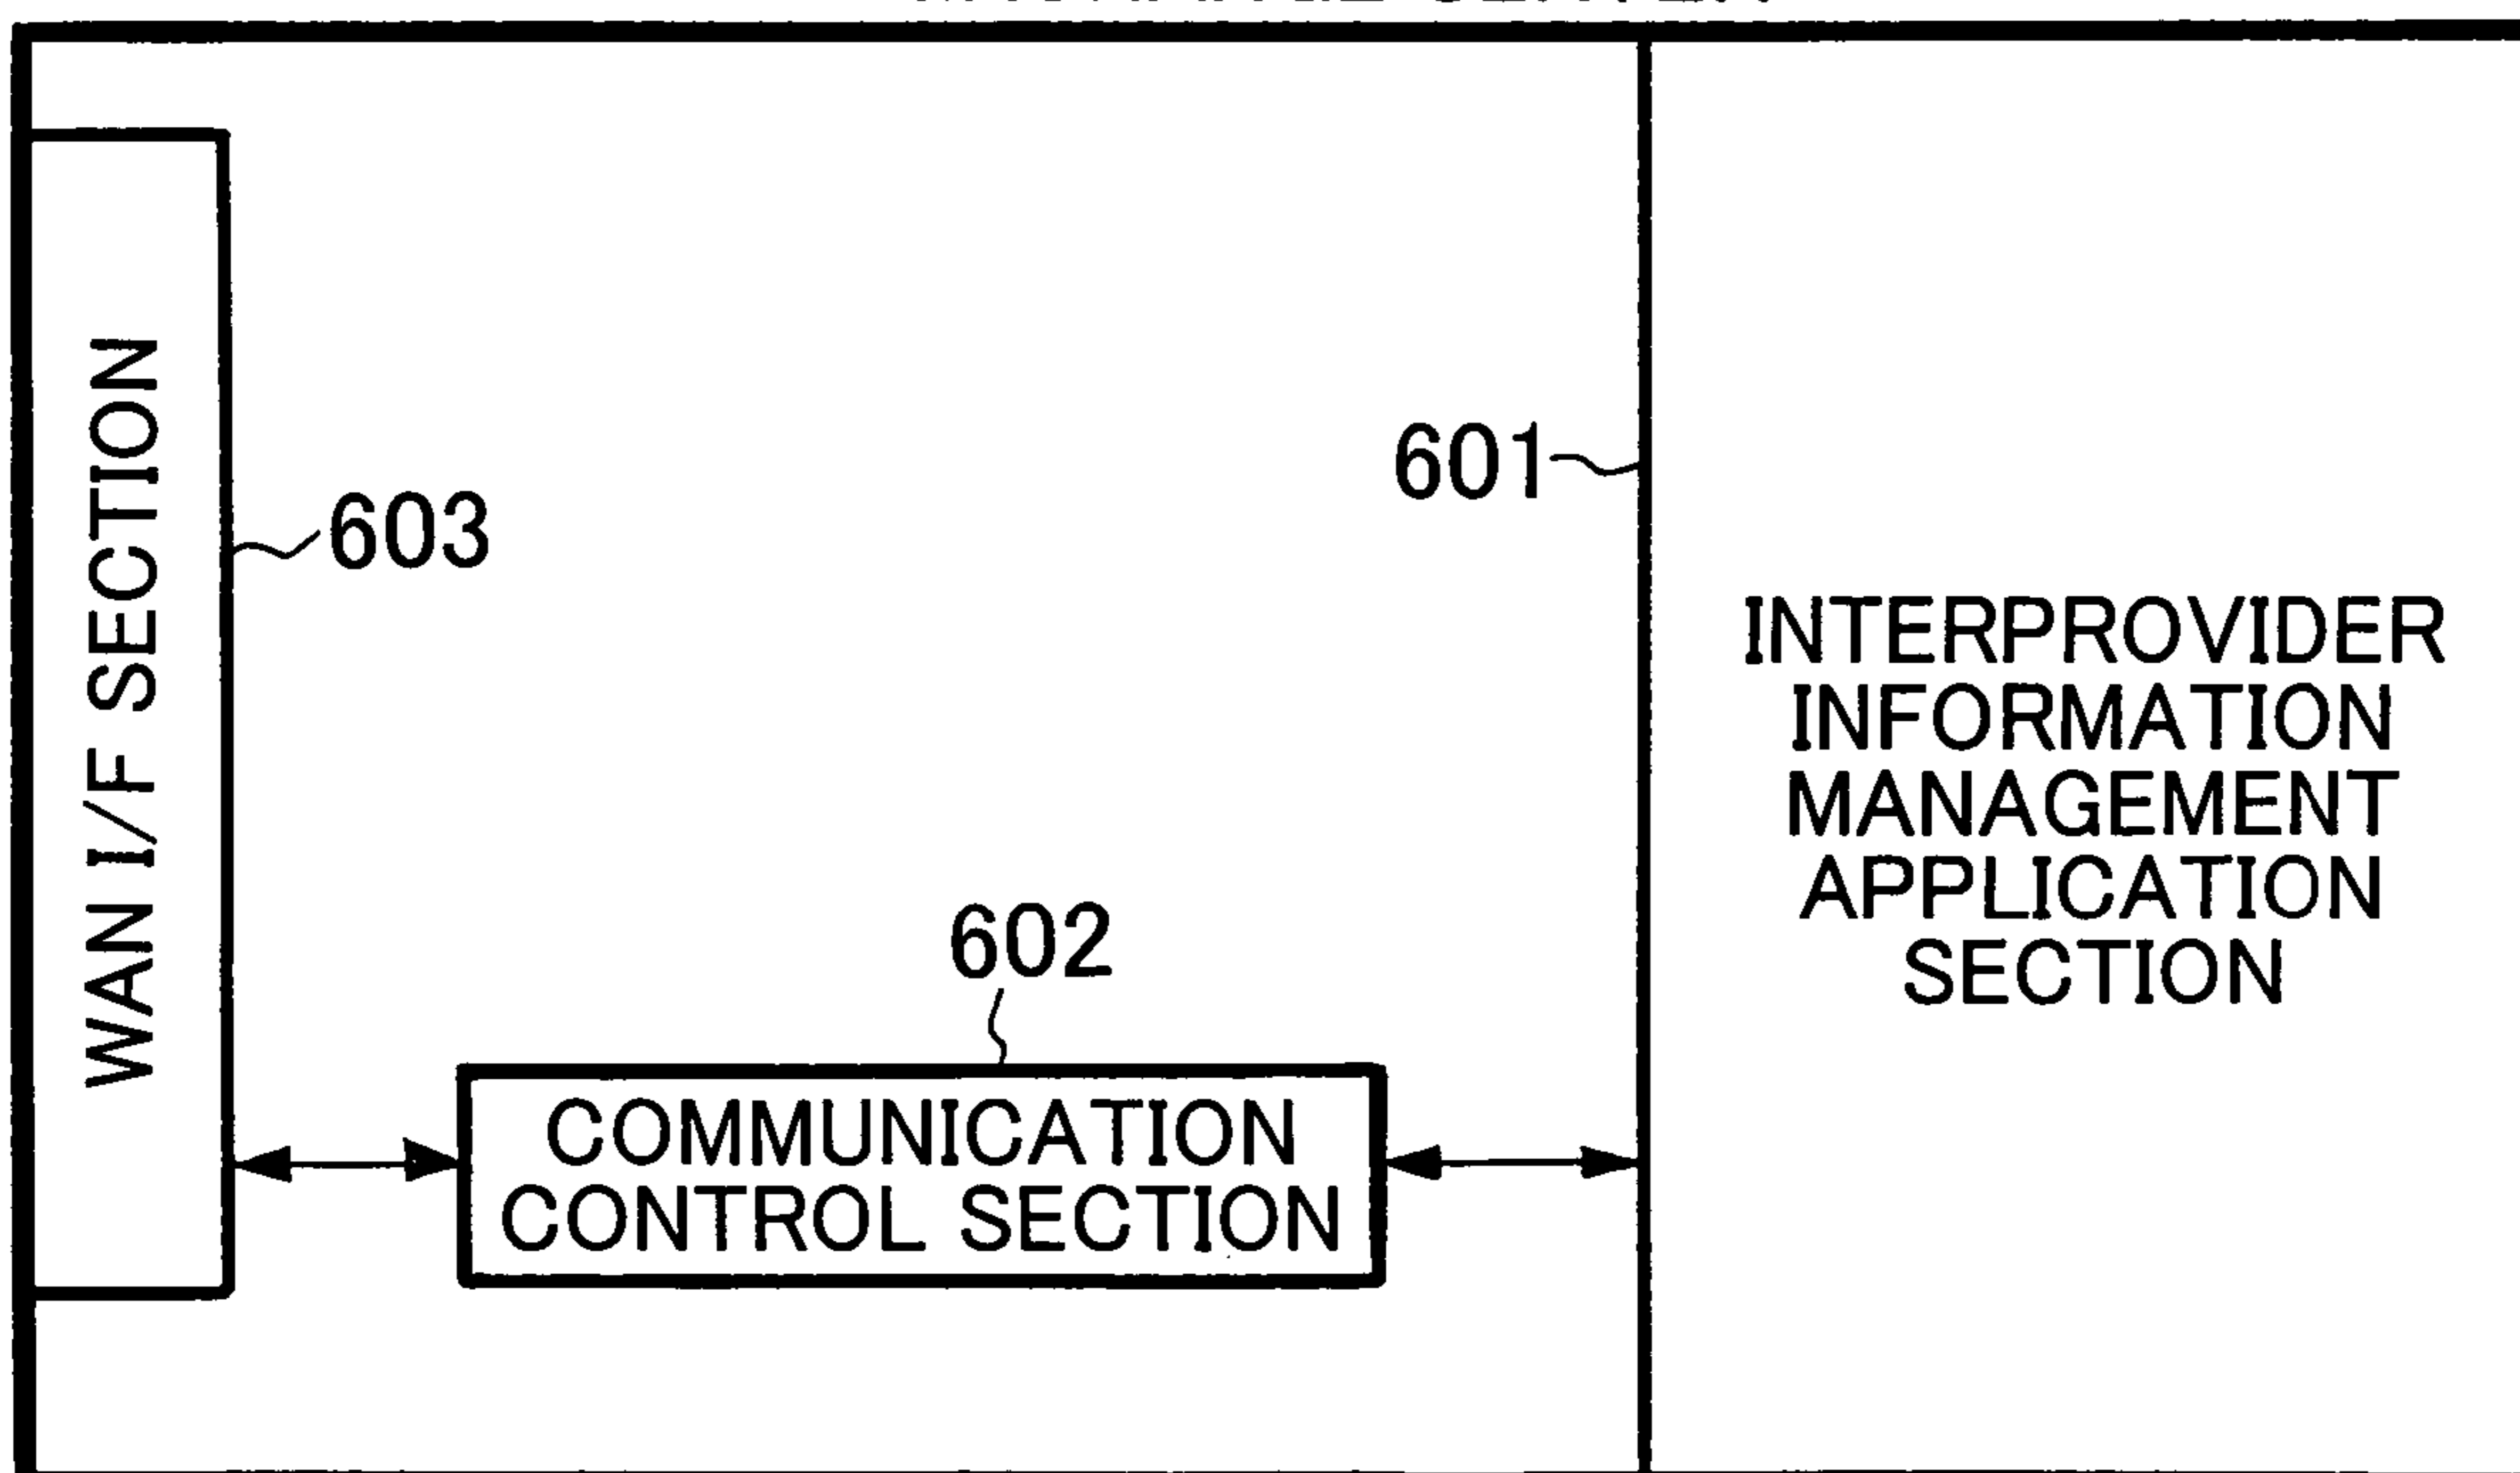 WAN I/F SECTION
603
601
INTERPROVIDER
INFORMATION
MANAGEMENT
APPLICATION
SECTION
602
COMMUNICATION
CONTROL SECTION